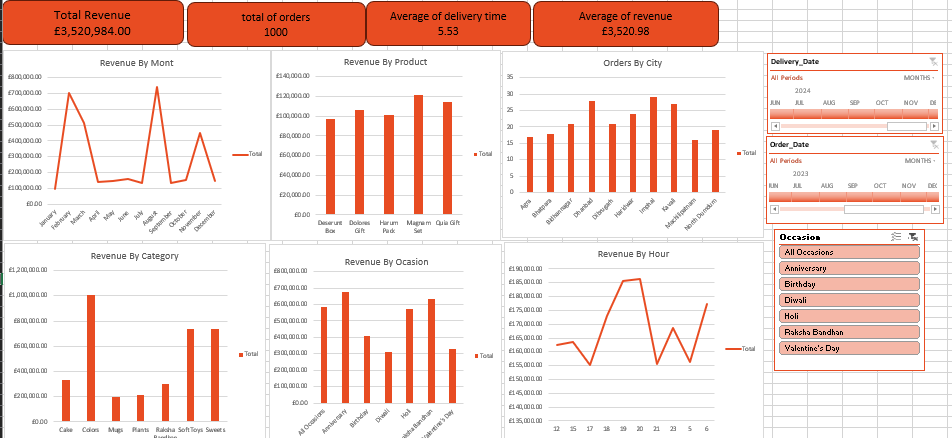 Total Revenue
£3,520,984.00
total of orders
1000
Average of delivery time
5.53
Average of revenue
£3,520.98
Revenue By Mont
£800,000.00
£700,000.00
£600,000.00
£500,000.00
£400,000.00
£300,000.00
£200,000.00
£100,000.00
£0.00
January
February
March
April
May
June
July
August
September
October
November
December
Total
Revenue By Product
£140,000.00
£120,000.00
£100,000.00
£80,000.00
£60,000.00
£40,000.00
£20,000.00
£0.00
Deserunt Box
Dolores Gift
Harum Pack
Magnam Set
Quia Gift
Total
Orders By City
35
30
25
20
15
10
5
0
Agra
Bhatpara
Bidhannagar
Dhanbad
Dibrugarh
Haridwar
Imphal
Kavali
Machilipatnam
North Dumdum
Total
Delivery_Date
All Periods
MONTHS
2024
JUN JUL AUG SEP OCT NOV DE
Order_Date
All Periods
MONTHS
2023
JUN JUL AUG SEP OCT NOV DEC
Revenue By Category
£1,200,000.00
£1,000,000.00
£800,000.00
£600,000.00
£400,000.00
£200,000.00
£0.00
Cake
Colors
Mugs
Plants
Raksha Bandhan
Soft Toys
Sweets
Total
Revenue By Ocasion
£800,000.00
£700,000.00
£600,000.00
£500,000.00
£400,000.00
£300,000.00
£200,000.00
£100,000.00
£0.00
All Occasions
Anniversary
Birthday
Diwali
Holi
Raksha Bandhan
Valentine's Day
Total
Revenue By Hour
£190,000.00
£185,000.00
£180,000.00
£175,000.00
£170,000.00
£165,000.00
£160,000.00
£155,000.00
£150,000.00
£145,000.00
£140,000.00
£135,000.00
12 15 17 18 19 20 21 23 5 6
Total
Occasion
All Occasions
Anniversary
Birthday
Diwali
Holi
Raksha Bandhan
Valentine's Day